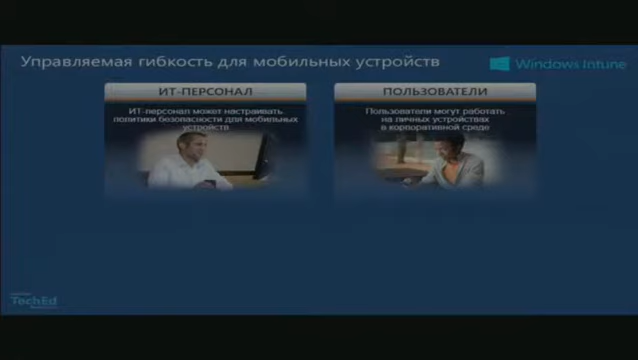 Управляемая гибкость для мобильных устройств
Windows Intune
ИТ-ПЕРСОНАЛ
ИТ-персонал может настраивать
политики безопасности для мобильных
устройств
ПОЛЬЗОВАТЕЛИ
Пользователи могут работать
на личных устройствах
в корпоративной среде
TechEd